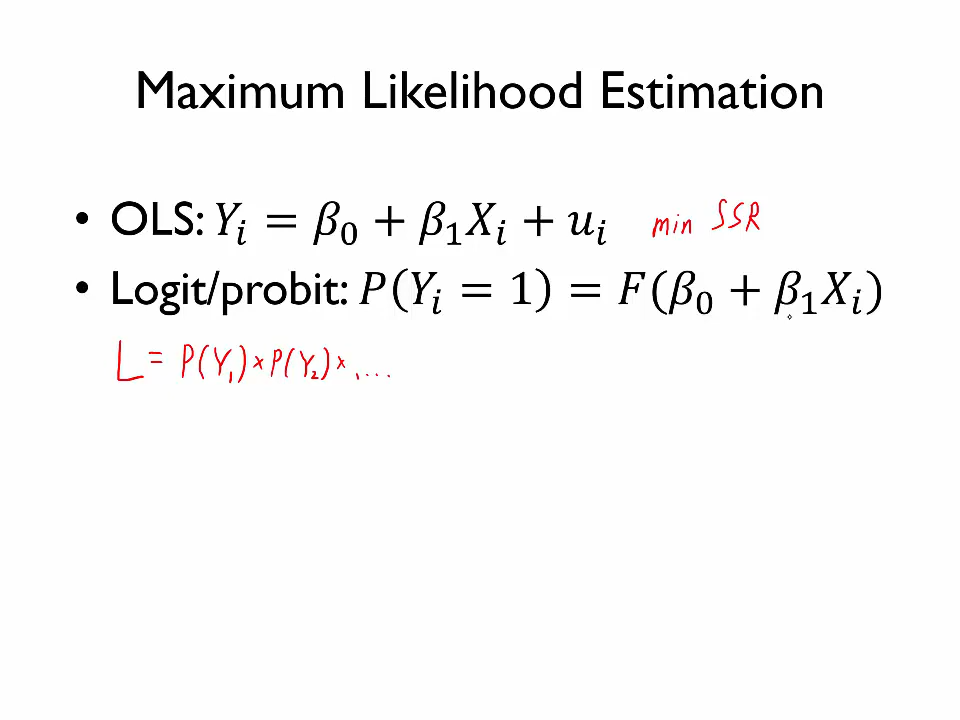 Maximum Likelihood Estimation
• OLS: Yᵢ = β₀ + β₁Xᵢ + uᵢ min SSR
• Logit/probit: P(Yᵢ = 1) = F(β₀ + β₁Xᵢ)
L = P(Y₁) × P(Y₂) × ....